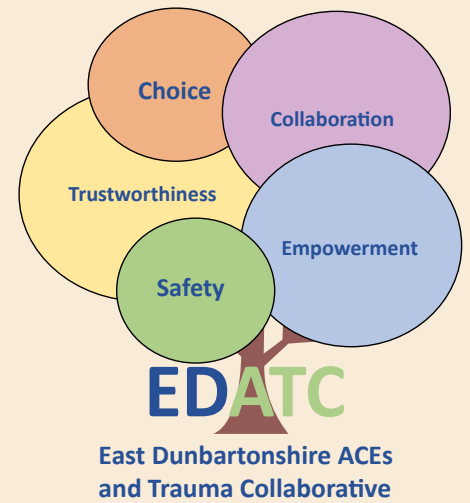 Choice
Collaboration
Trustworthiness
Empowerment
Safety
EDATC
East Dunbartonshire ACEs
and Trauma Collaborative